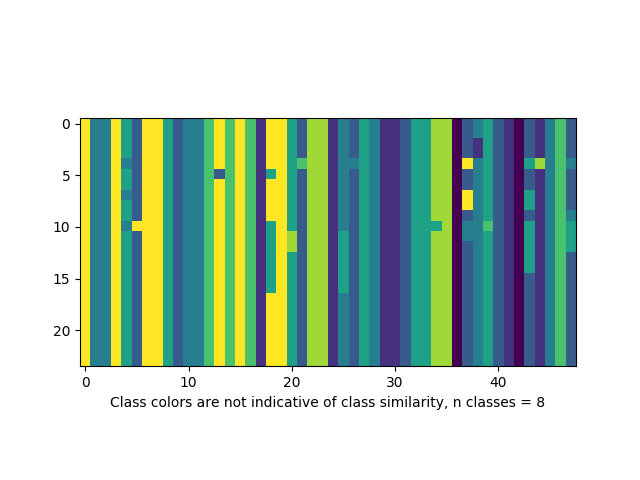 0
5
10
15
20
0 10 20 30 40
Class colors are not indicative of class similarity, n classes = 8